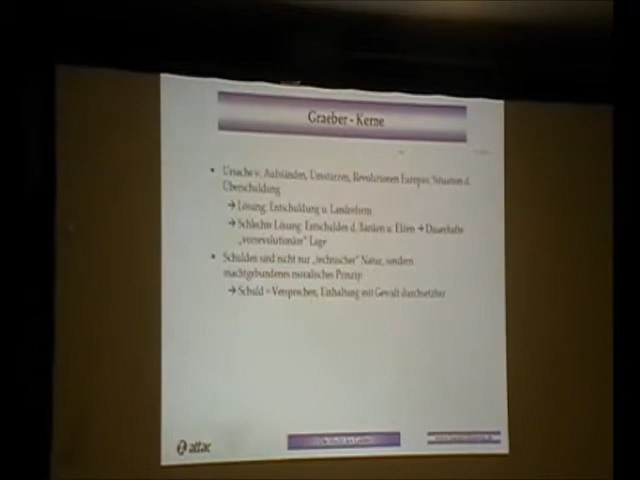 Graeber - Kerne
• Ursache v. Aufständen, Umstürzen, Revolutionen Europas: Situation d.
Überschuldung
→ Lösung: Entschuldung u. Landreform
→ Schlechte Lösung: Entschulden d. Banken u. Eliten → Dauerhafte
„vorrevolutionäre" Lage
• Schulden sind nicht nur „technischer" Natur, sondern
machtgebundenes moralisches Prinzip:
→ Schuld = Versprechen, Einhaltung mit Gewalt durchsetzbar
attac